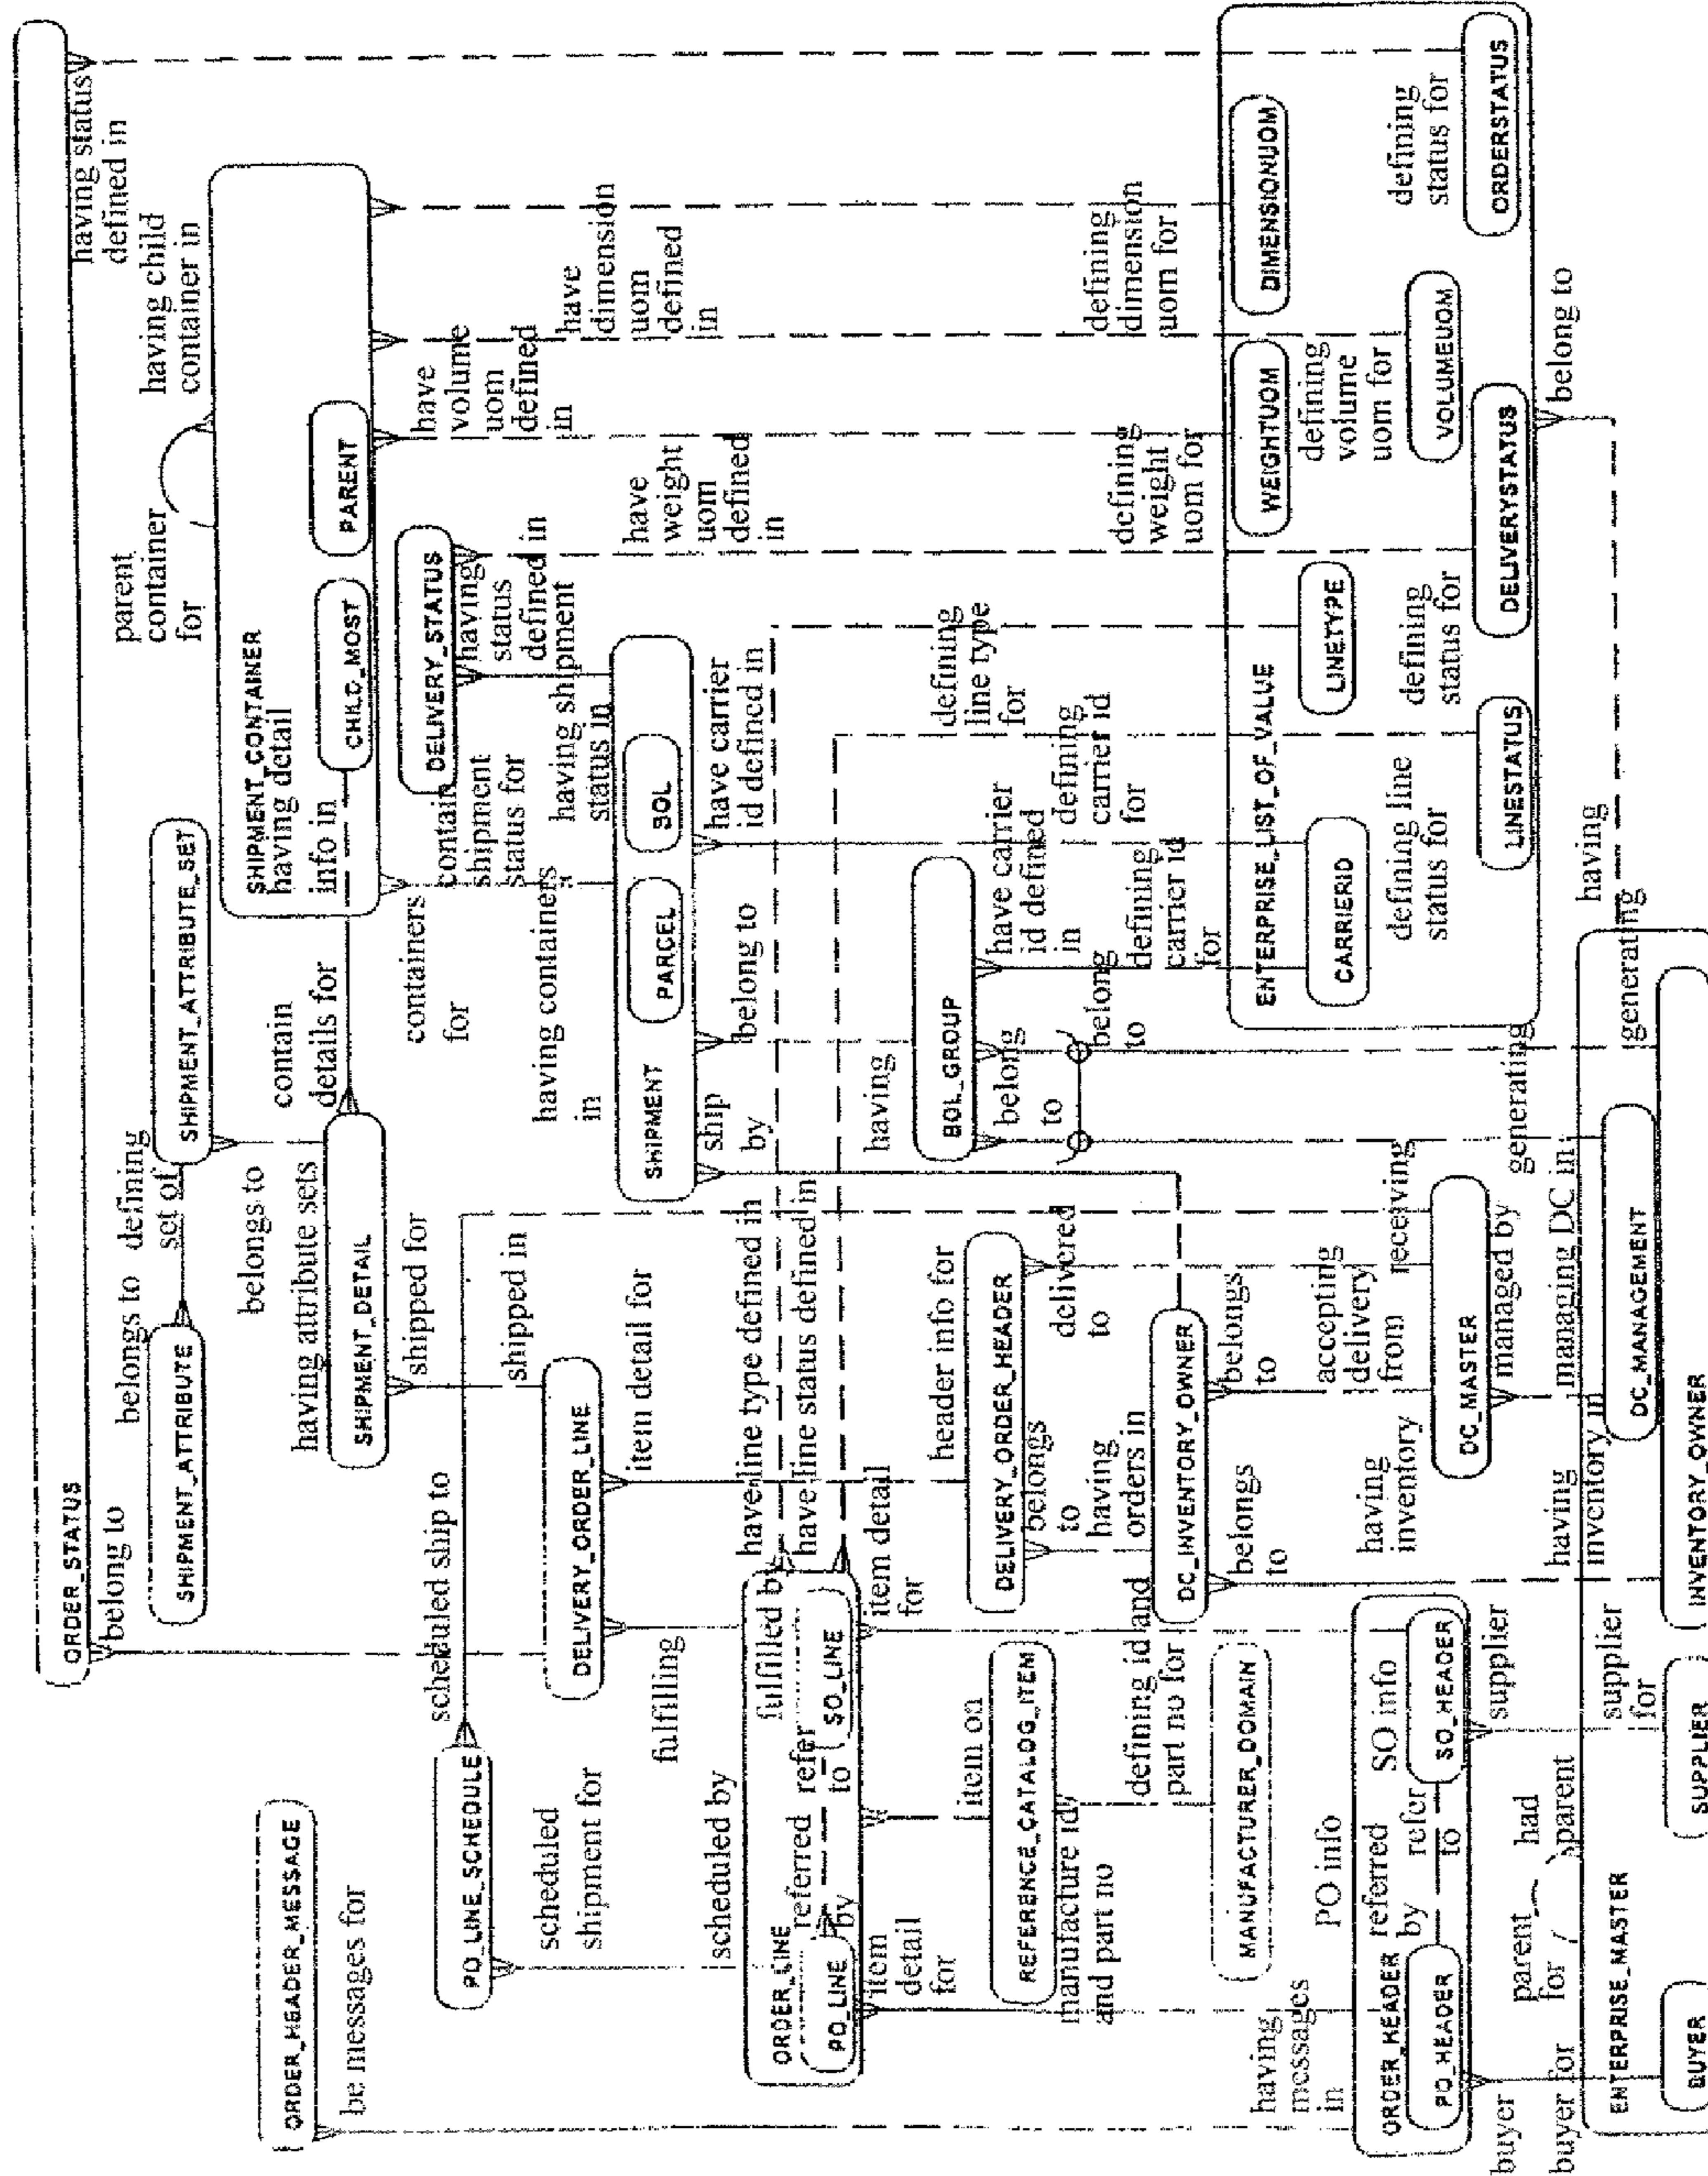 ORDER_STATUS
having status
defined in
belong to
parent
container
for
having child
container in
SHIPMENT_CONTAINER
having detail
info in
CHILD_MOST
PARENT
SHIPMENT_ATTRIBUTE_SET
belongs to
defining
set of
SHIPMENT_ATTRIBUTE
belongs to
having attribute sets
contain
details for
SHIPMENT_DETAIL
shipped for
shipped in
ORDER_HEADER_MESSAGE
be messages for
scheduled ship to
PO_LINE_SCHEDULE
scheduled
shipment for
scheduled by
DELIVERY_ORDER_LINE
item detail for
fulfilling
fulfilled by
containers
for
having containers
in
contain
shipment
status for
DELIVERY_STATUS
having
status
defined in
having shipment
status in
have
volume
uom
defined
in
have
dimension
uom
defined
in
have
weight
uom
defined
in
SHIPMENT
PARCEL
BOL
have carrier
id defined in
ship
by
belong to
having
have line type defined in
have line status defined in
ORDER_LINE
PO_LINE
referred
by
refer
to
SO_LINE
item
detail
for
item detail
for
item on
REFERENCE_CATALOG_ITEM
manufacture id
and part no
defining id and
part no for
MANUFACTURER_DOMAIN
header info for
DELIVERY_ORDER_HEADER
belongs
to
having
orders in
delivered
to
DC_INVENTORY_OWNER
belongs
to
belongs
to
accepting
delivery
from
receiving
having
inventory
DC_MASTER
managed by
managing DC in
having
inventory in
BOL_GROUP
belong
to
belong
to
have carrier
id defined
in
defining
carrier id
for
defining
carrier id
for
defining
line type
for
defining
weight
uom for
defining
dimension
uom for
ENTERPRISE_LIST_OF_VALUE
CARRIERID
LINETYPE
WEIGHTUOM
DIMENSIONUOM
defining line
status for
defining
status for
defining
volume
uom for
defining
status for
LINESTATUS
DELIVERYSTATUS
VOLUMEUOM
ORDERSTATUS
belong to
having
generating
generating
having
messages
in
PO info
SO info
ORDER_HEADER
PO_HEADER
referred
by
refer
to
SO_HEADER
buyer
buyer for
parent
for
had
parent
supplier
supplier
for
ENTERPRISE_MASTER
BUYER
SUPPLIER
DC_MANAGEMENT
INVENTORY_OWNER